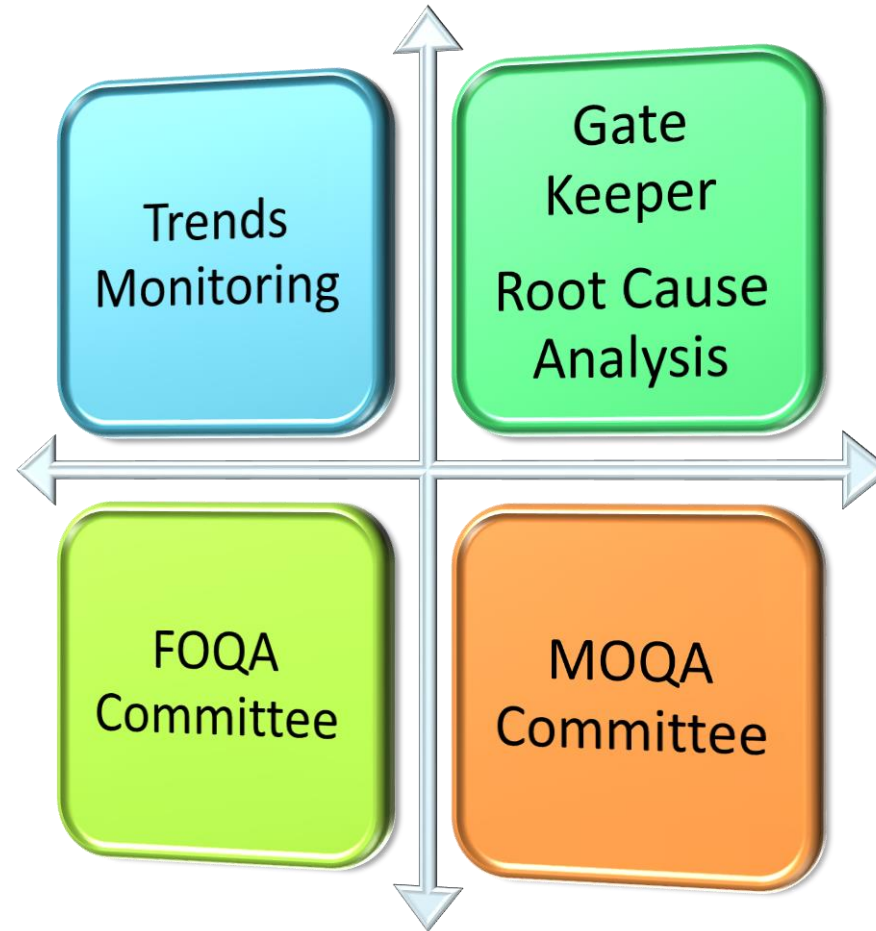 Trends
Monitoring
Gate
Keeper
Root Cause
Analysis
FOQA
Committee
MOQA
Committee